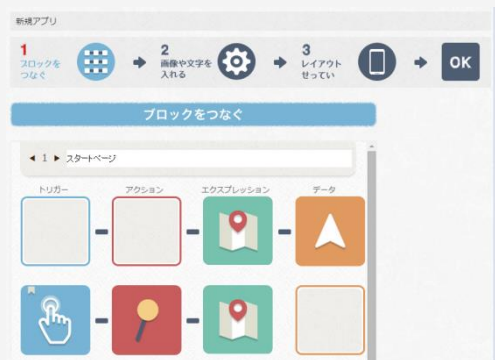 新規アプリ
1
ブロックを
つなぐ
2
画像や文字を
入れる
3
レイアウト
せってい
OK
ブロックをつなぐ
◀ 1 ▶ スタートページ
トリガー アクション エクスプレッション データ